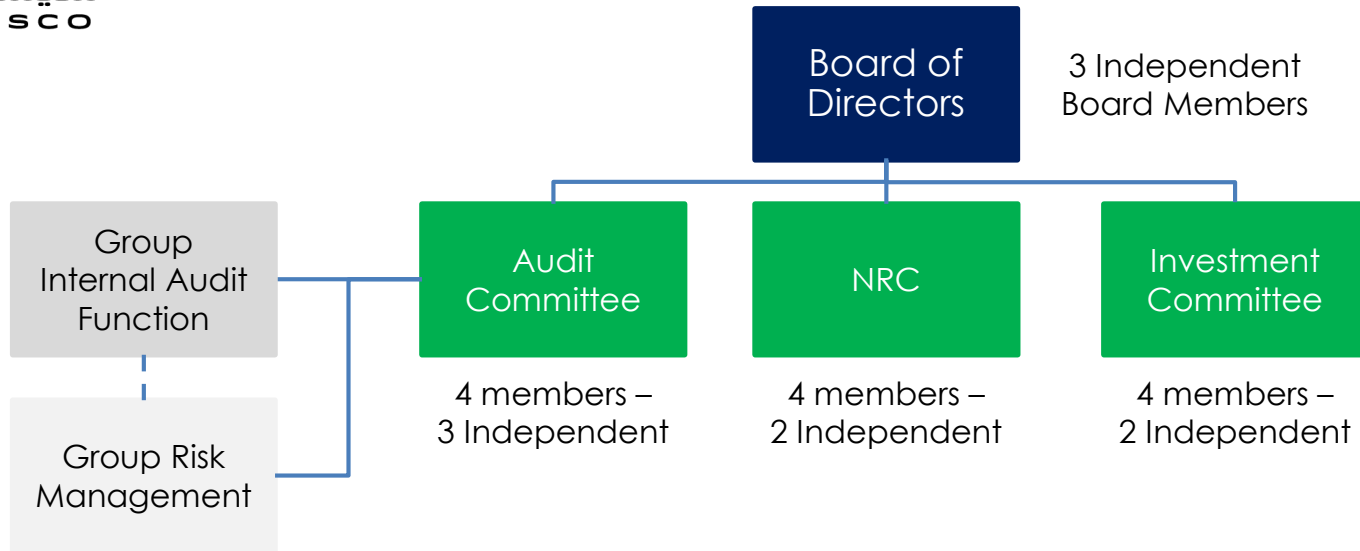 sco
Board of
Directors
3 Independent
Board Members
Group
Internal Audit
Function
Audit
Committee
NRC
Investment
Committee
4 members –
3 Independent
4 members –
2 Independent
4 members –
2 Independent
Group Risk
Management